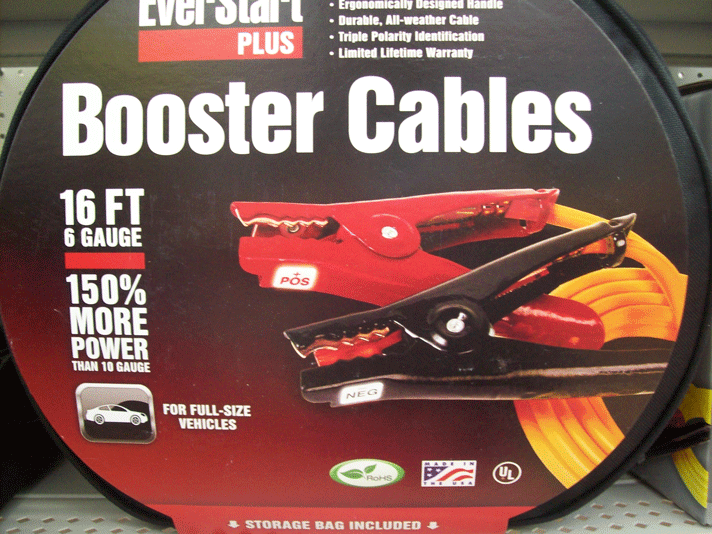 EverStart
PLUS
• Ergonomically Designed Handle
• Durable, All-weather Cable
• Triple Polarity Identification
• Limited Lifetime Warranty
Booster Cables
16 FT
6 GAUGE
150%
MORE
POWER
THAN 10 GAUGE
+
POS
NEG
FOR FULL-SIZE
VEHICLES
RoHS
MADE IN
THE USA
UL
STORAGE BAG INCLUDED